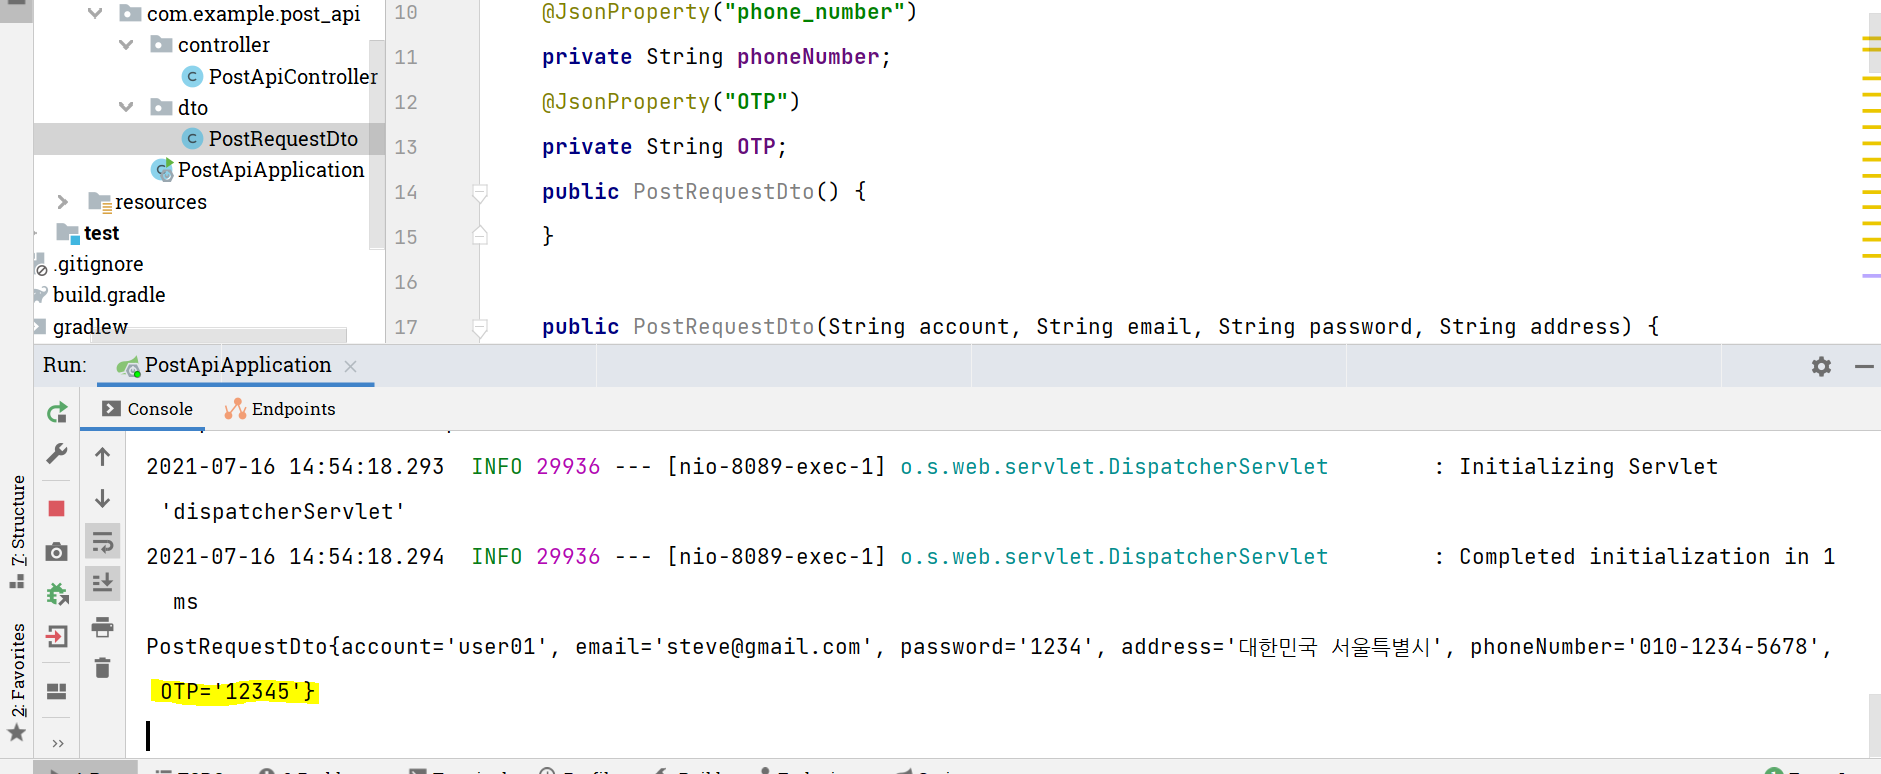 com.example.post_api
controller
PostApiController
dto
PostRequestDto
PostApiApplication
resources
test
.gitignore
build.gradle
gradlew
10 @JsonProperty("phone_number")
11 private String phoneNumber;
12 @JsonProperty("OTP")
13 private String OTP;
14 public PostRequestDto() {
15 }
16
17 public PostRequestDto(String account, String email, String password, String address) {
Run: PostApiApplication
Console Endpoints
2021-07-16 14:54:18.293 INFO 29936 --- [nio-8089-exec-1] o.s.web.servlet.DispatcherServlet : Initializing Servlet
'dispatcherServlet'
2021-07-16 14:54:18.294 INFO 29936 --- [nio-8089-exec-1] o.s.web.servlet.DispatcherServlet : Completed initialization in 1
ms
PostRequestDto{account='user01', email='steve@gmail.com', password='1234', address='대한민국 서울특별시', phoneNumber='010-1234-5678',
OTP='12345'}
7: Structure
2: Favorites